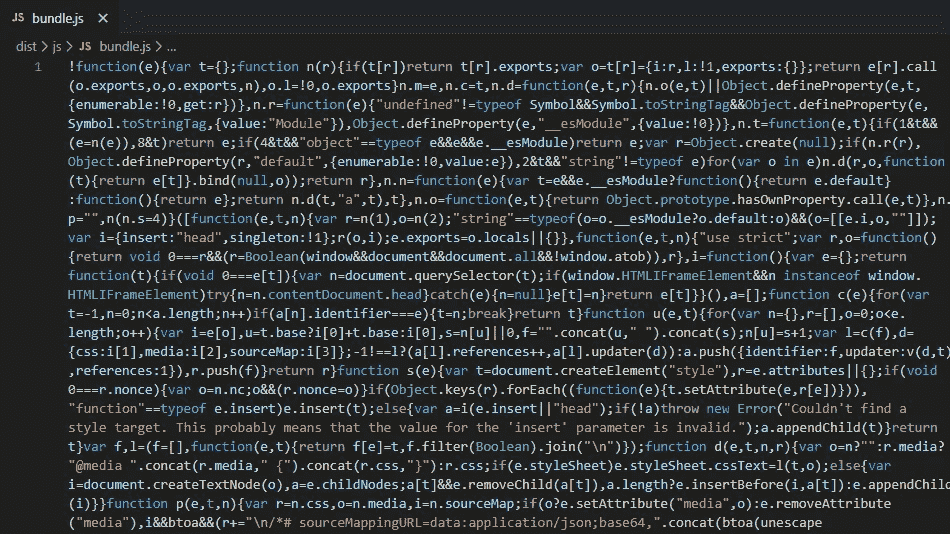 JS bundle.js ×
dist > js > JS bundle.js > ...
1 !function(e){var t={};function n(r){if(t[r])return t[r].exports;var o=t[r]={i:r,l:!1,exports:{}};return e[r].call
(o.exports,o,o.exports,n),o.l=!0,o.exports}n.m=e,n.c=t,n.d=function(e,t,r){n.o(e,t)||Object.defineProperty(e,t,
{enumerable:!0,get:r})},n.r=function(e){"undefined"!=typeof Symbol&&Symbol.toStringTag&&Object.defineProperty(e,
Symbol.toStringTag,{value:"Module"}),Object.defineProperty(e,"__esModule",{value:!0})},n.t=function(e,t){if(1&t&&
(e=n(e)),8&t)return e;if(4&t&&"object"==typeof e&&e&&e.__esModule)return e;var r=Object.create(null);if(n.r(r),
Object.defineProperty(r,"default",{enumerable:!0,value:e}),2&t&&"string"!=typeof e)for(var o in e)n.d(r,o,function
(t){return e[t]}.bind(null,o));return r},n.n=function(e){var t=e&&e.__esModule?function(){return e.default}
:function(){return e};return n.d(t,"a",t),t},n.o=function(e,t){return Object.prototype.hasOwnProperty.call(e,t)},n.
p="",n(n.s=4)}([function(e,t,n){var r=n(1),o=n(2);"string"==typeof(o=o.__esModule?o.default:o)&&(o=[[e.i,o,""]]);
var i={insert:"head",singleton:!1};r(o,i);e.exports=o.locals||{}},function(e,t,n){"use strict";var r,o=function()
{return void 0===r&&(r=Boolean(window&&document&&document.all&&!window.atob)),r},i=function(){var e={};return
function(t){if(void 0===e[t]){var n=document.querySelector(t);if(window.HTMLIFrameElement&&n instanceof window.
HTMLIFrameElement)try{n=n.contentDocument.head}catch(e){n=null}e[t]=n}return e[t]}}(),a=[];function c(e){for(var
t=-1,n=0;n<a.length;n++)if(a[n].identifier===e){t=n;break}return t}function u(e,t){for(var n={},r=[],o=0;o<e.
length;o++){var i=e[o],u=t.base?i[0]+t.base:i[0],s=n[u]||0,f="".concat(u," ").concat(s);n[u]=s+1;var l=c(f),d=
{css:i[1],media:i[2],sourceMap:i[3]};-1!==l?(a[l].references++,a[l].updater(d)):a.push({identifier:f,updater:v(d,t)
,references:1}),r.push(f)}return r}function s(e){var t=document.createElement("style"),r=e.attributes||{};if(void
0===r.nonce){var o=n.nc;o&&(r.nonce=o)}if(Object.keys(r).forEach((function(e){t.setAttribute(e,r[e])})),
"function"==typeof e.insert)e.insert(t);else{var a=i(e.insert||"head");if(!a)throw new Error("Couldn't find a
style target. This probably means that the value for the 'insert' parameter is invalid.");a.appendChild(t)}return
t}var f,l=(f=[],function(e,t){return f[e]=t,f.filter(Boolean).join("\n")});function d(e,t,n,r){var o=n?"":r.media?
"@media ".concat(r.media," {").concat(r.css,"}"):r.css;if(e.styleSheet)e.styleSheet.cssText=l(t,o);else{var
i=document.createTextNode(o),a=e.childNodes;a[t]&&e.removeChild(a[t]),a.length?e.insertBefore(i,a[t]):e.appendChild
(i)}}function p(e,t,n){var r=n.css,o=n.media,i=n.sourceMap;if(o?e.setAttribute("media",o):e.removeAttribute
("media"),i&&btoa&&(r+="\n/*# sourceMappingURL=data:application/json;base64,".concat(btoa(unescape